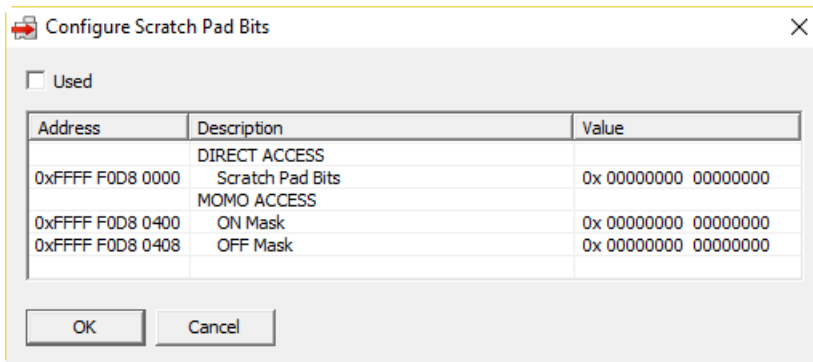 Configure Scratch Pad Bits
Used
Address Description Value
DIRECT ACCESS
0xFFFF F0D8 0000 Scratch Pad Bits 0x 00000000 00000000
MOMO ACCESS
0xFFFF F0D8 0400 ON Mask 0x 00000000 00000000
0xFFFF F0D8 0408 OFF Mask 0x 00000000 00000000
OK Cancel